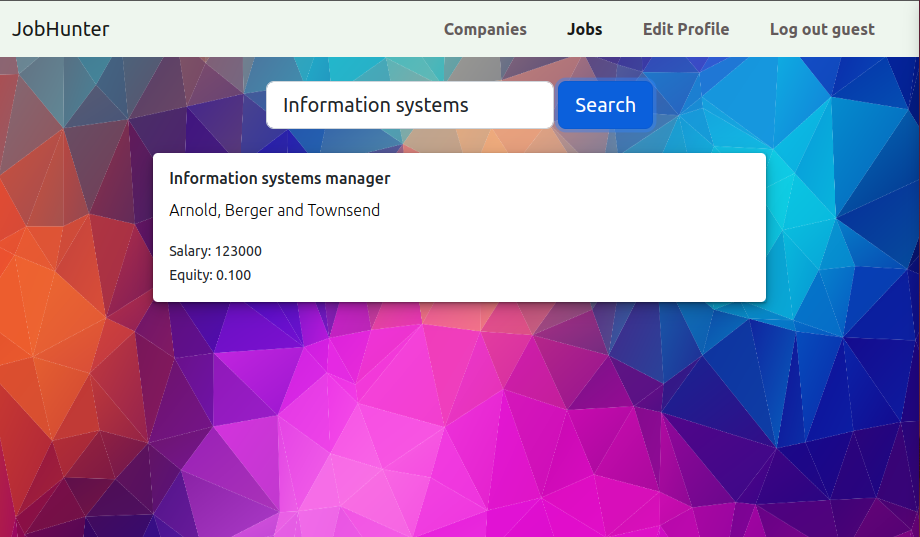 JobHunter Companies Jobs Edit Profile Log out guest
Information systems Search
Information systems manager
Arnold, Berger and Townsend
Salary: 123000
Equity: 0.100